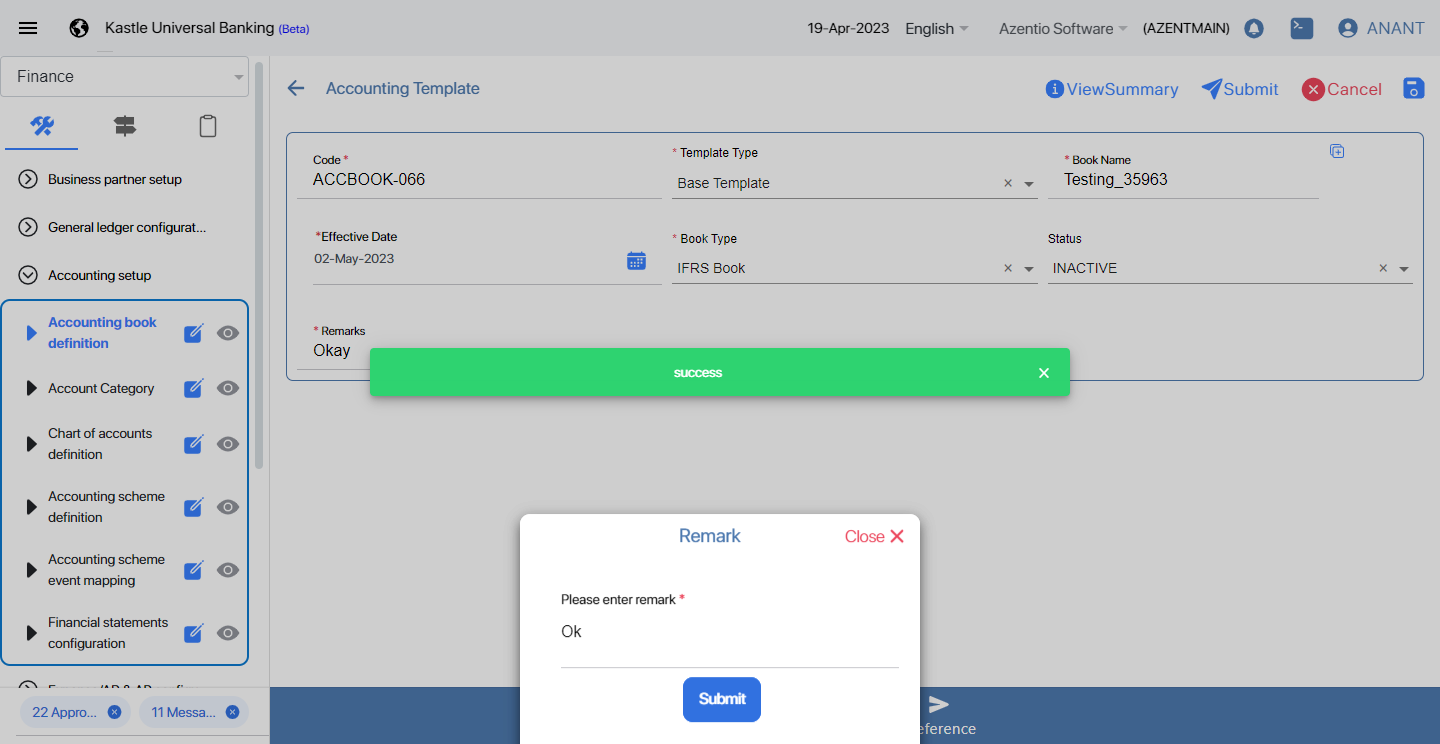 Kastle Universal Banking (Beta)
19-Apr-2023
English
Azentio Software
(AZENTMAIN)
ANANT
Finance
Accounting Template
ViewSummary
Submit
Cancel
Business partner setup
General ledger configurat...
Accounting setup
Accounting book
definition
Account Category
Chart of accounts
definition
Accounting scheme
definition
Accounting scheme
event mapping
Financial statements
configuration
22 Appro...
11 Messa...
Code *
ACCBOOK-066
* Template Type
Base Template
* Book Name
Testing_35963
*Effective Date
02-May-2023
* Book Type
IFRS Book
Status
INACTIVE
* Remarks
Okay
success
Remark
Close
Please enter remark *
Ok
Submit
eference